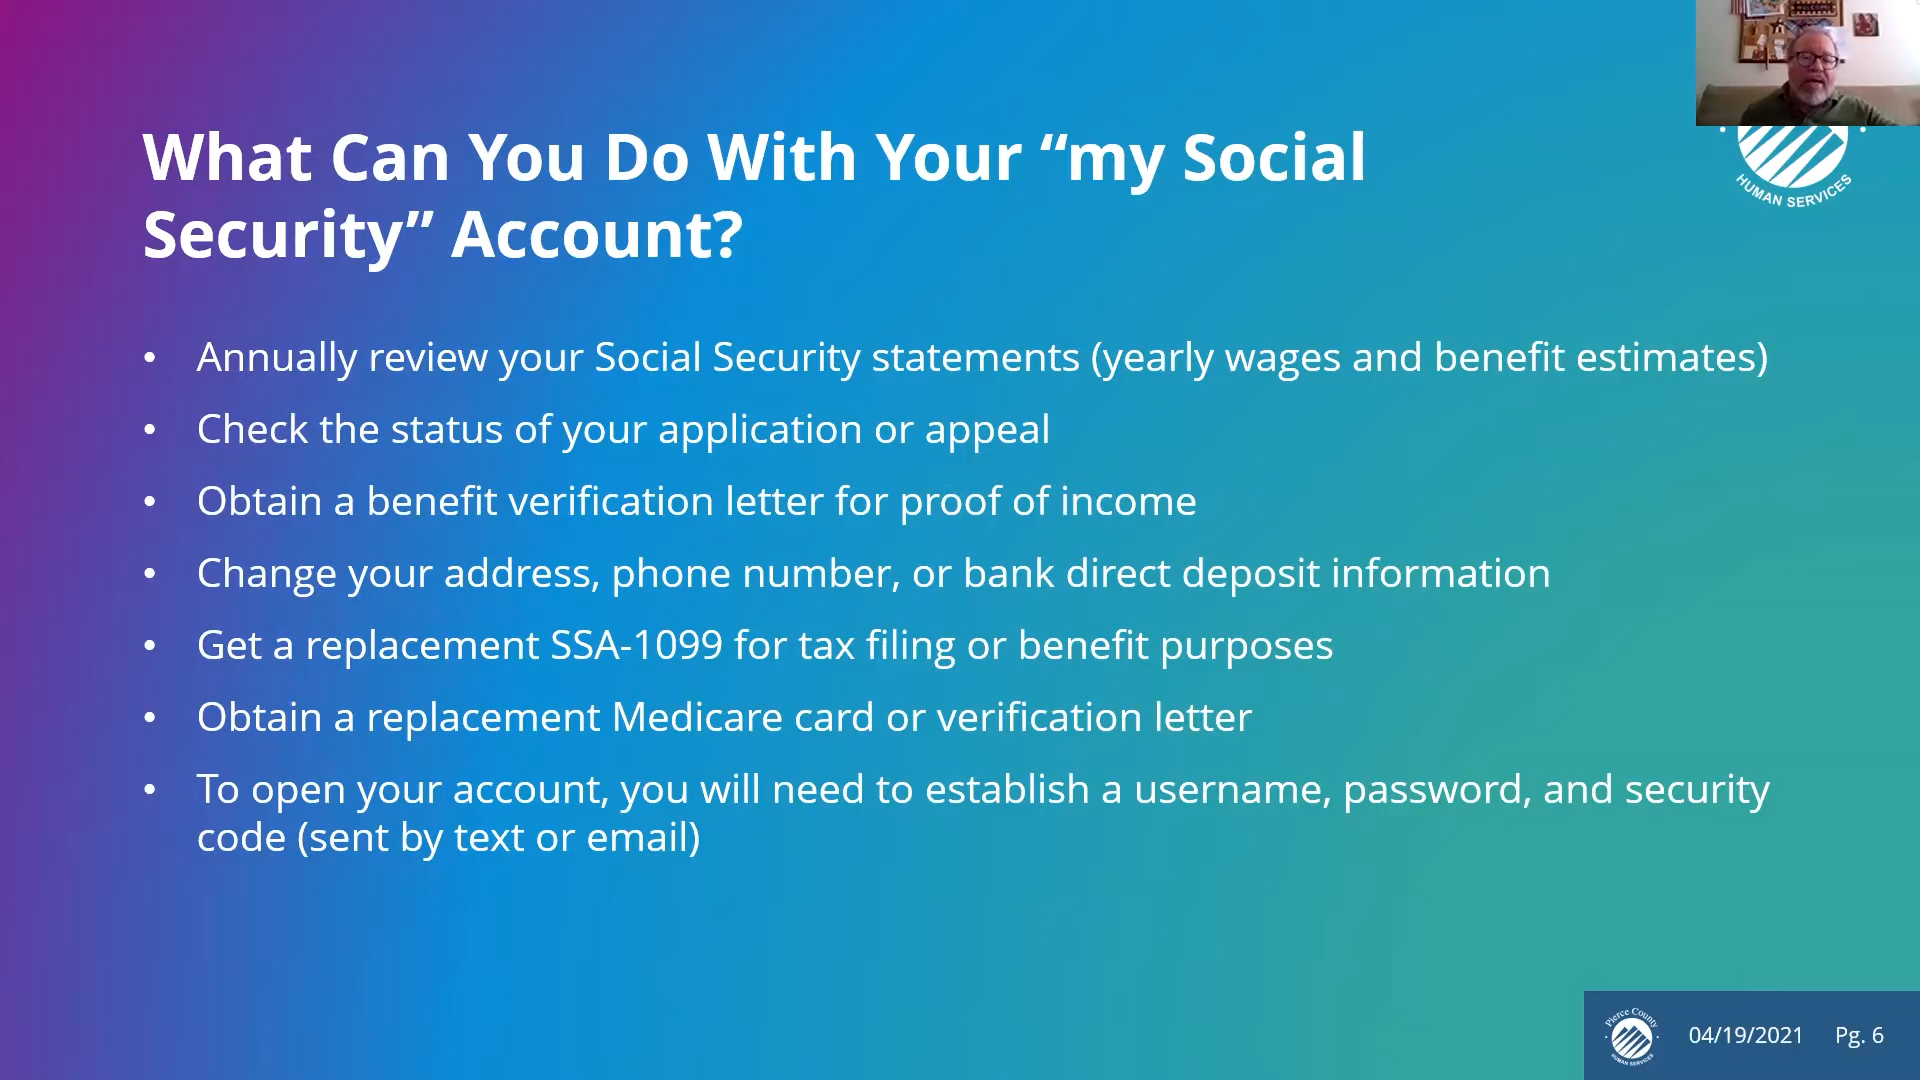 What Can You Do With Your “my Social
Security” Account?
HUMAN SERVICES
• Annually review your Social Security statements (yearly wages and benefit estimates)
• Check the status of your application or appeal
• Obtain a benefit verification letter for proof of income
• Change your address, phone number, or bank direct deposit information
• Get a replacement SSA-1099 for tax filing or benefit purposes
• Obtain a replacement Medicare card or verification letter
• To open your account, you will need to establish a username, password, and security
code (sent by text or email)
Pierce County
HUMAN SERVICES
04/19/2021 Pg. 6